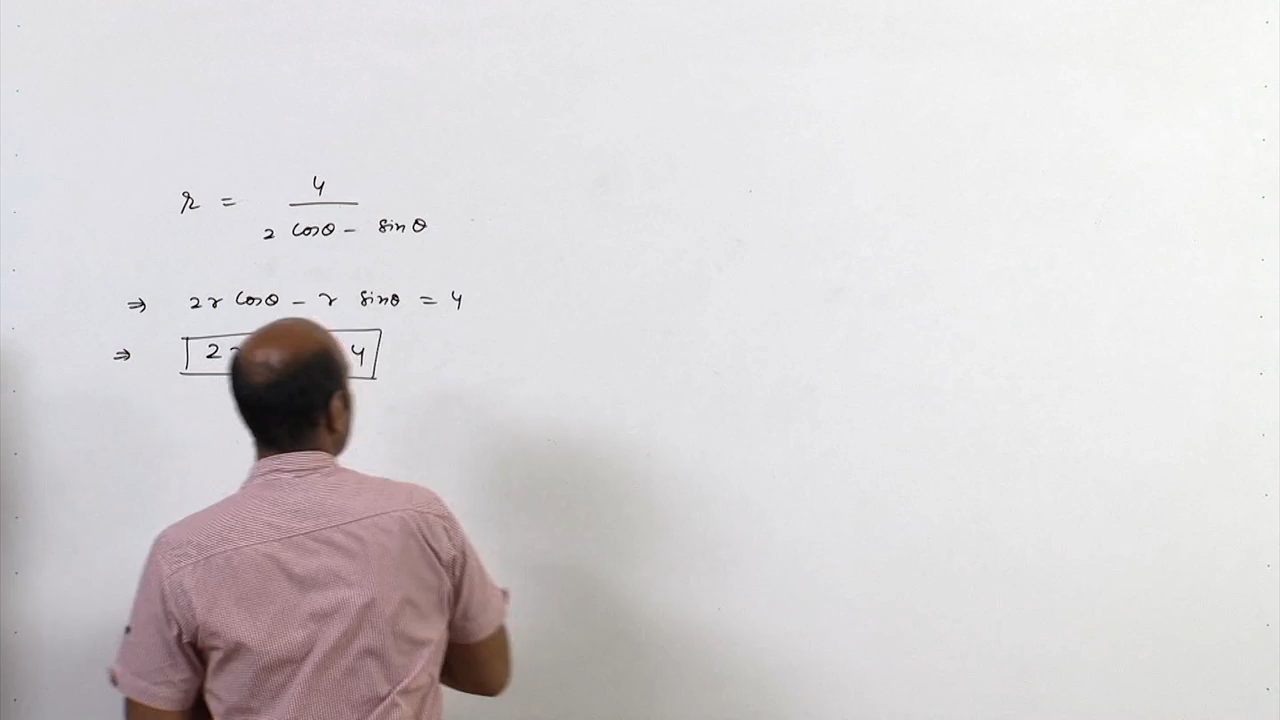 r = 4 / 2 cosθ - sinθ
⇒ 2r cosθ - r sinθ = 4
⇒ 2 4